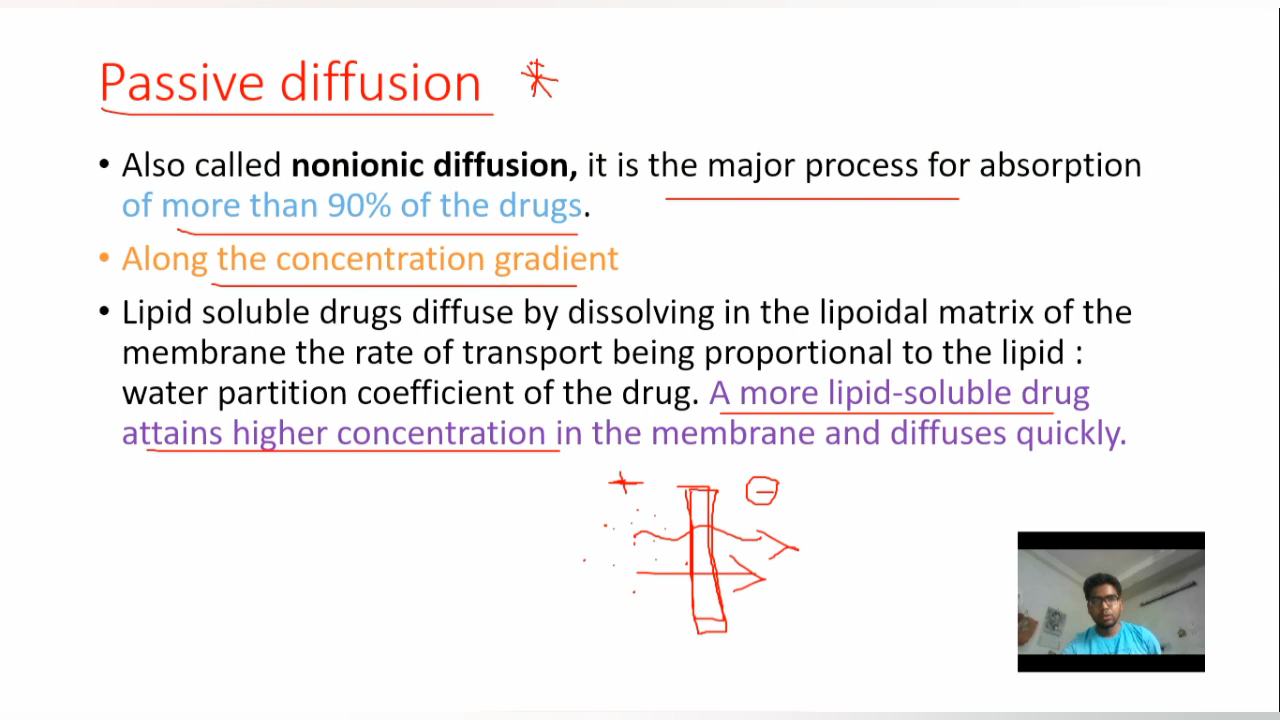 Passive diffusion *
• Also called nonionic diffusion, it is the major process for absorption
of more than 90% of the drugs.
• Along the concentration gradient
• Lipid soluble drugs diffuse by dissolving in the lipoidal matrix of the
membrane the rate of transport being proportional to the lipid :
water partition coefficient of the drug. A more lipid-soluble drug
attains higher concentration in the membrane and diffuses quickly.
+ -